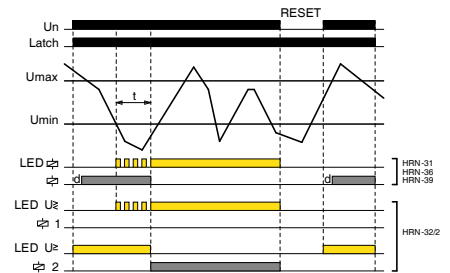 RESET
Un
Latch
Umax
t
Umin
LED
HRN-31
HRN-36
d d
HRN-39
LED U≷
1
HRN-32/2
LED U≥
2